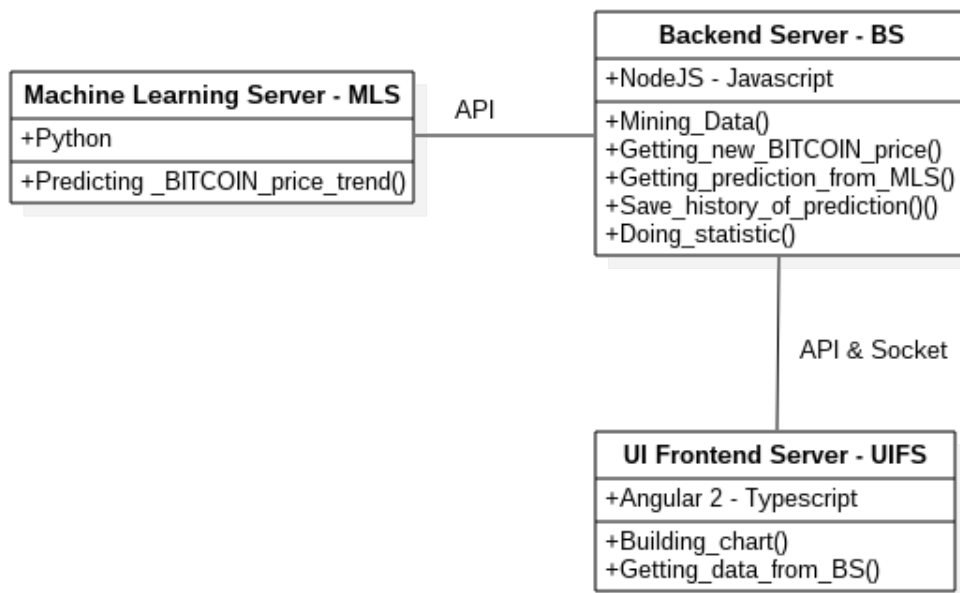 Machine Learning Server - MLS
+Python
+Predicting _BITCOIN_price_trend()
API
Backend Server - BS
+NodeJS - Javascript
+Mining_Data()
+Getting_new_BITCOIN_price()
+Getting_prediction_from_MLS()
+Save_history_of_prediction()()
+Doing_statistic()
API & Socket
UI Frontend Server - UIFS
+Angular 2 - Typescript
+Building_chart()
+Getting_data_from_BS()